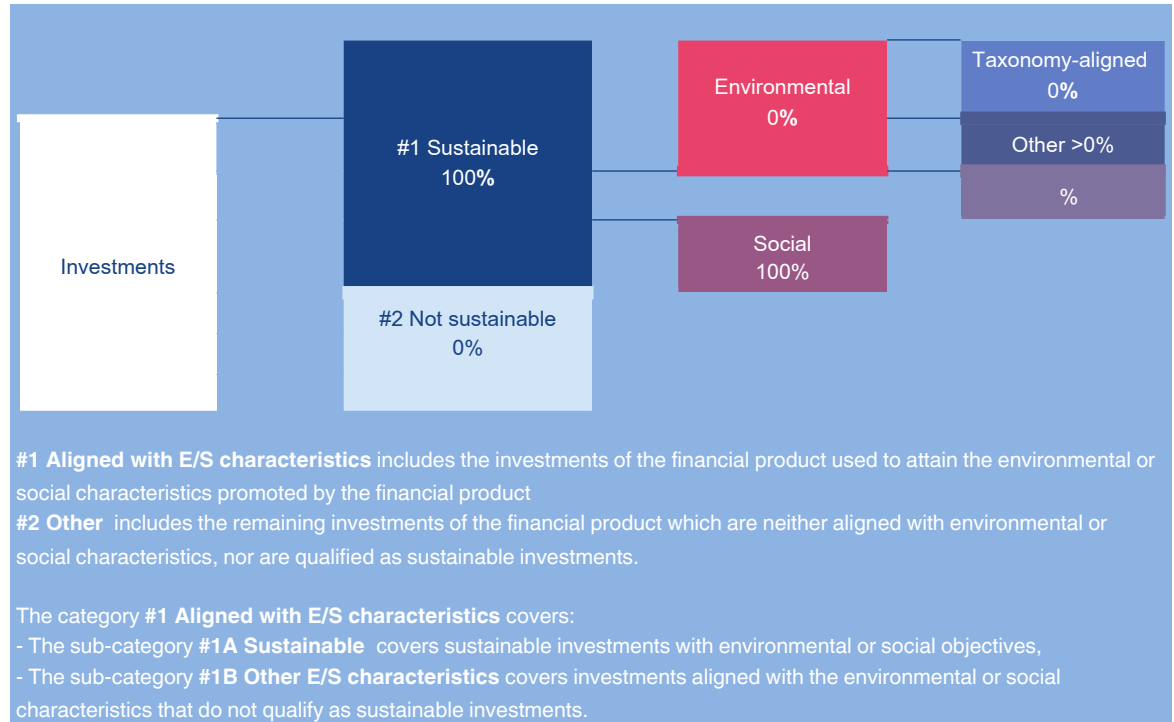 Investments
#1 Sustainable
100%
#2 Not sustainable
0%
Environmental
0%
Social
100%
Taxonomy-aligned
0%
Other >0%
%
#1 Aligned with E/S characteristics includes the investments of the financial product used to attain the environmental or
social characteristics promoted by the financial product
#2 Other includes the remaining investments of the financial product which are neither aligned with environmental or
social characteristics, nor are qualified as sustainable investments.
The category #1 Aligned with E/S characteristics covers:
- The sub-category #1A Sustainable covers sustainable investments with environmental or social objectives,
- The sub-category #1B Other E/S characteristics covers investments aligned with the environmental or social
characteristics that do not qualify as sustainable investments.